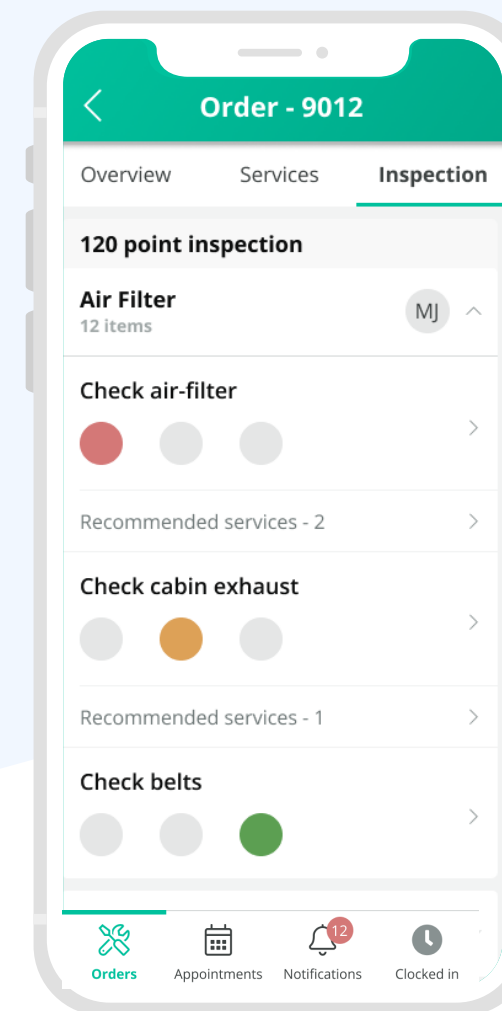 Order - 9012
Overview Services Inspection
120 point inspection
Air Filter
12 items
MJ
Check air-filter
Recommended services - 2
Check cabin exhaust
Recommended services - 1
Check belts
12
Orders Appointments Notifications Clocked in